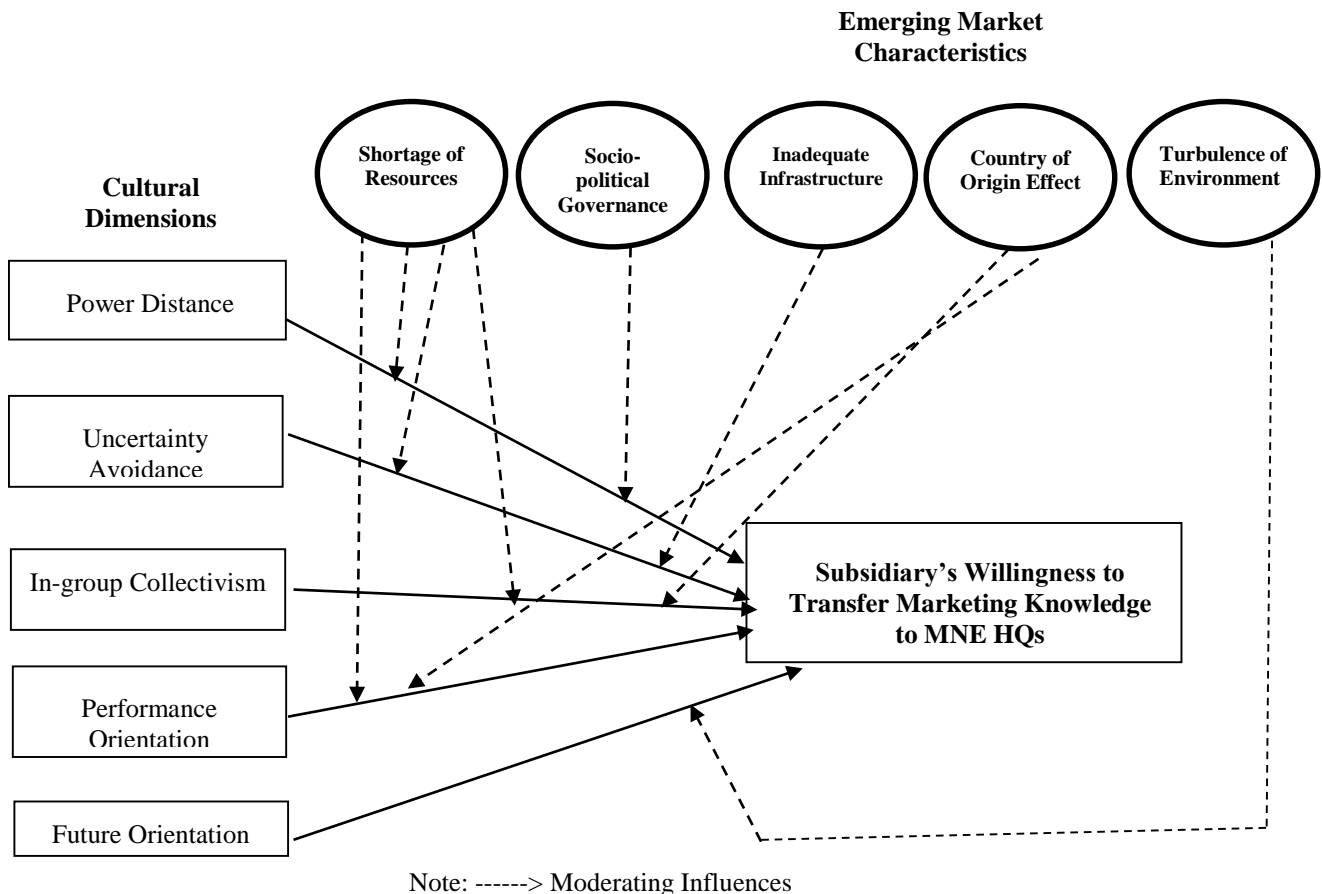 Emerging Market
Characteristics
Shortage of
Resources
Socio-
political
Governance
Inadequate
Infrastructure
Country of
Origin Effect
Turbulence of
Environment
Cultural
Dimensions
Power Distance
Uncertainty
Avoidance
In-group Collectivism
Performance
Orientation
Future Orientation
Subsidiary’s Willingness to
Transfer Marketing Knowledge
to MNE HQs
Note: ------> Moderating Influences